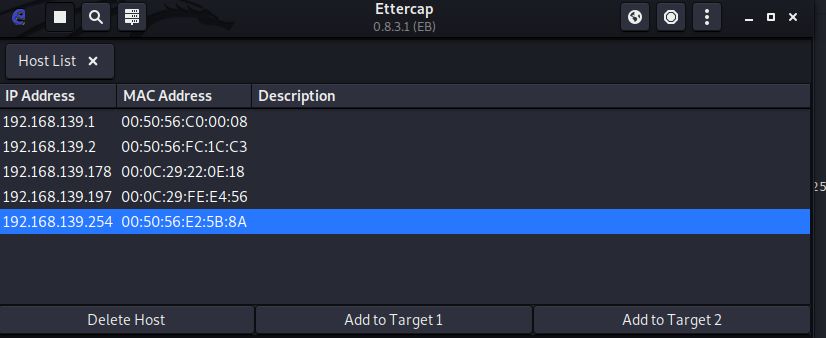 Ettercap
0.8.3.1 (EB)
Host List ×
IP Address MAC Address Description
192.168.139.1 00:50:56:C0:00:08
192.168.139.2 00:50:56:FC:1C:C3
192.168.139.178 00:0C:29:22:0E:18
192.168.139.197 00:0C:29:FE:E4:56
192.168.139.254 00:50:56:E2:5B:8A
25
Delete Host Add to Target 1 Add to Target 2